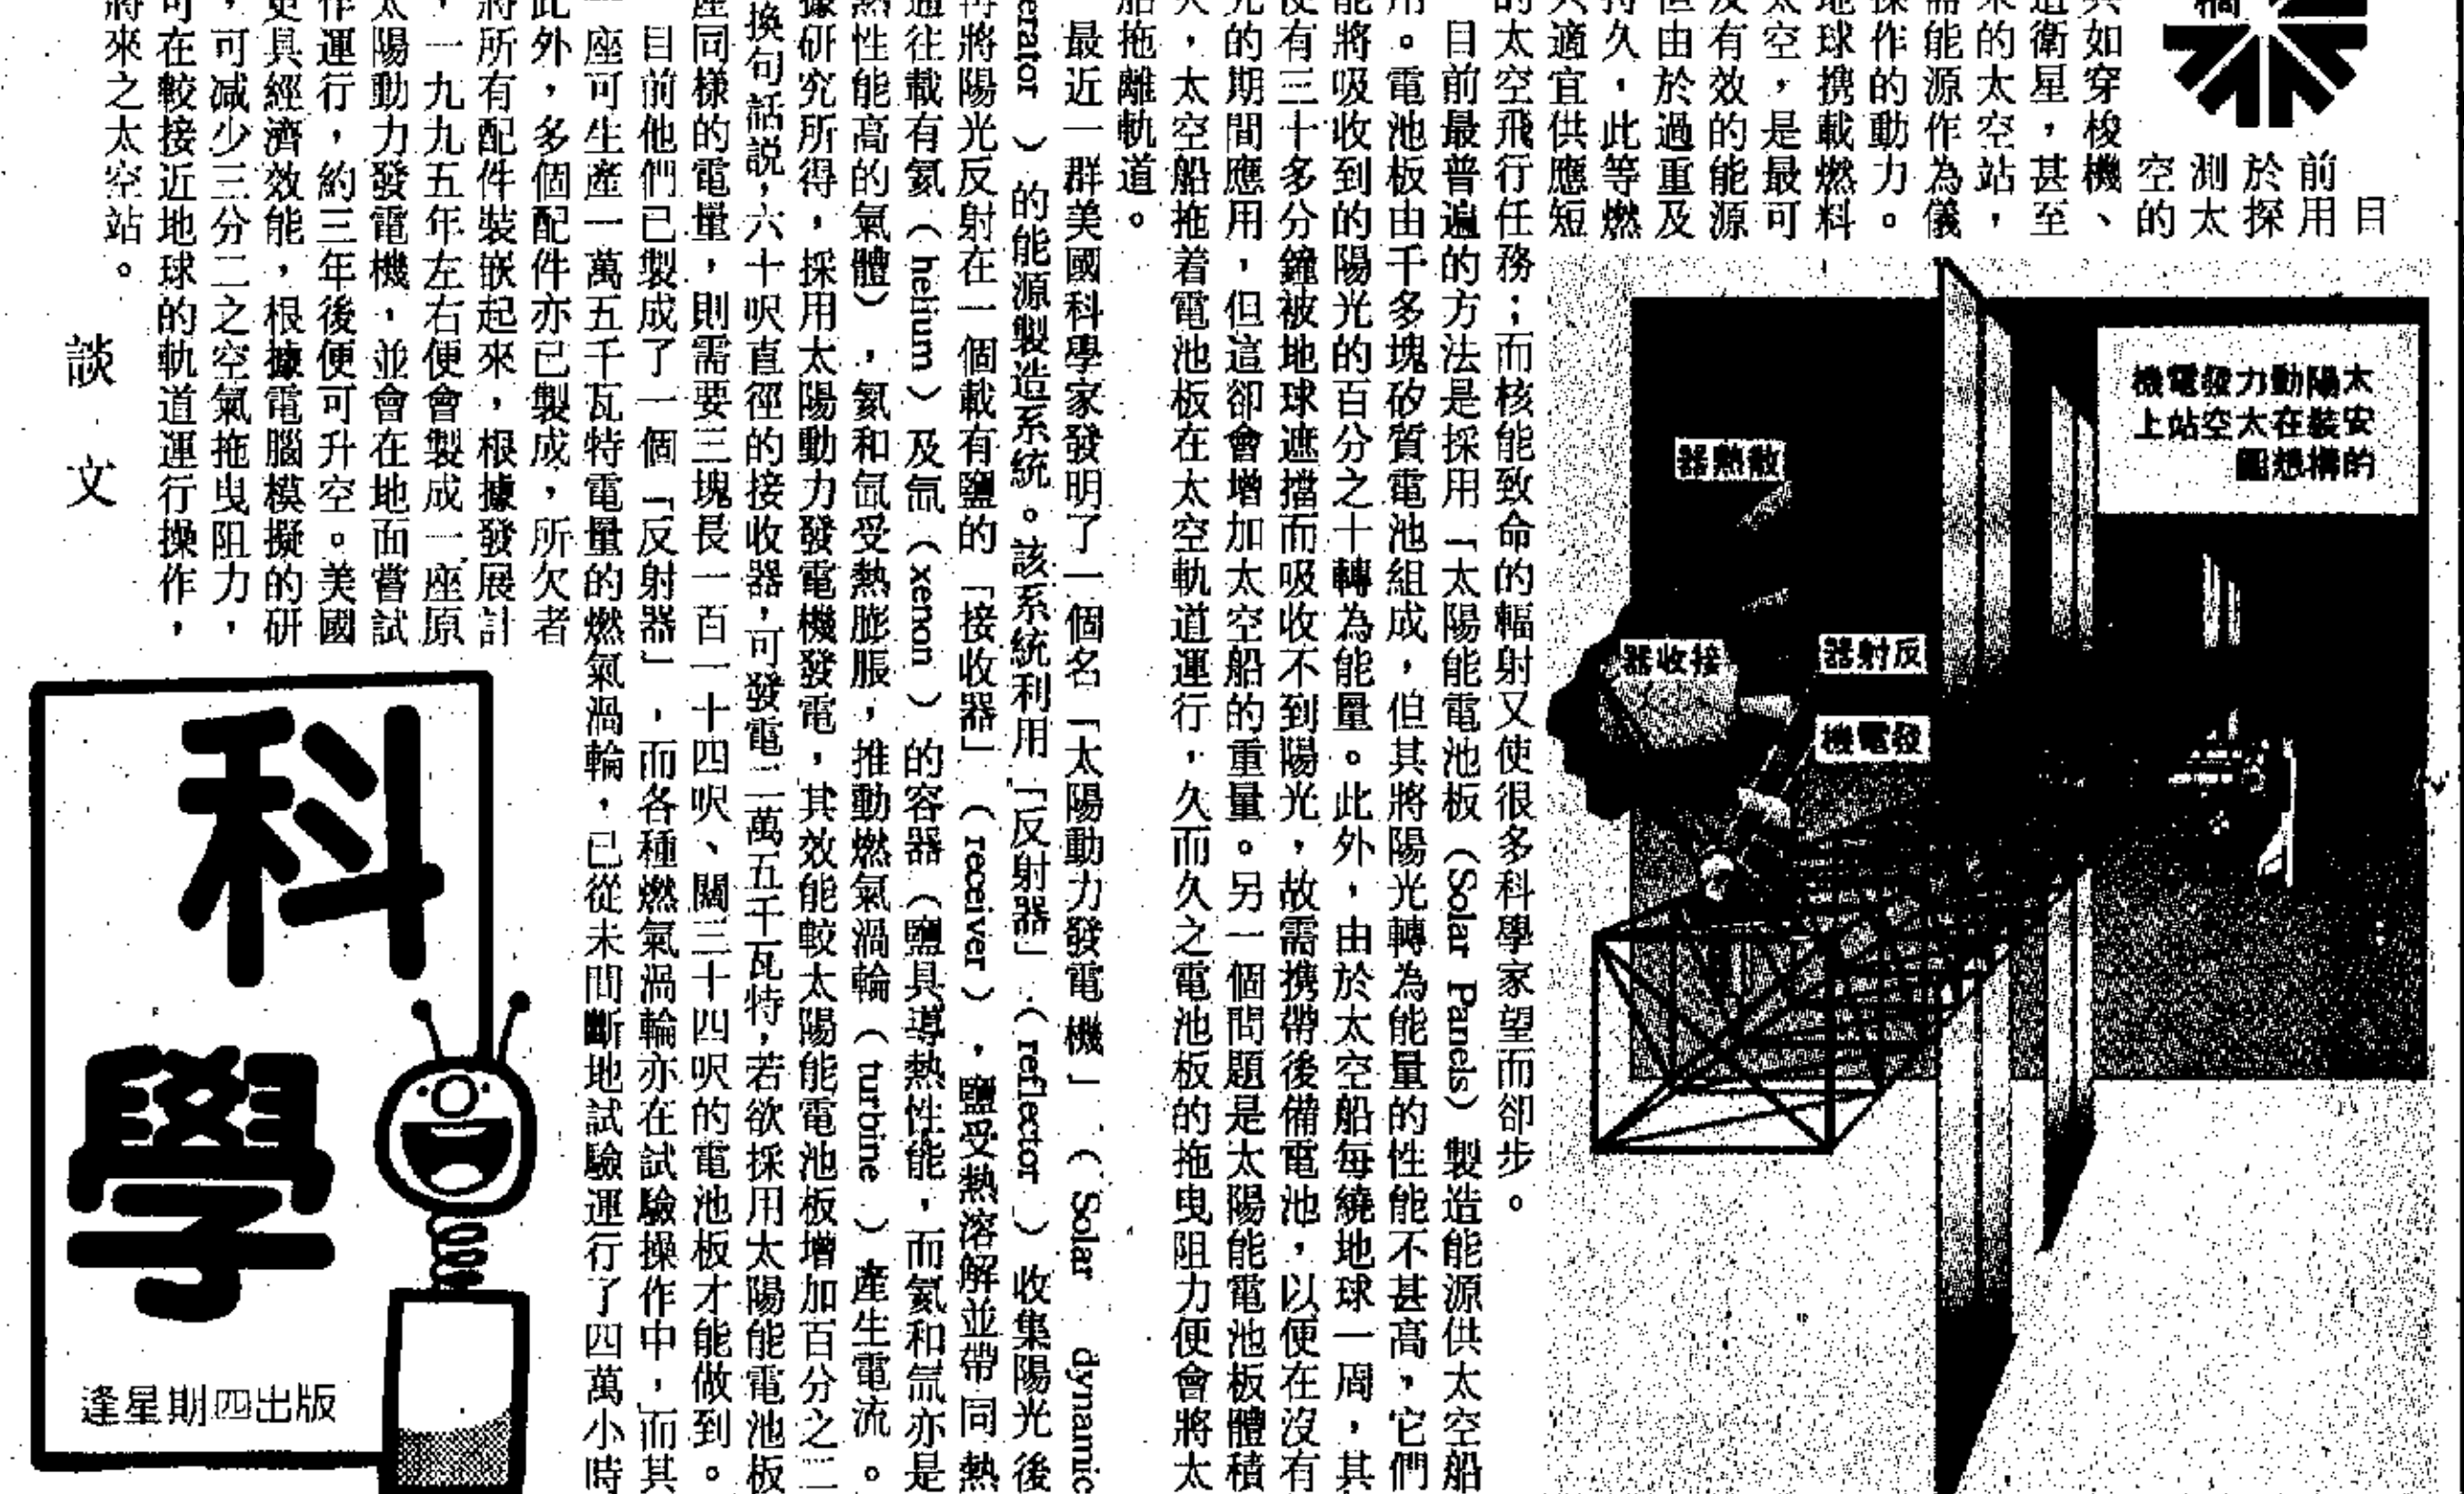 目
前用
於探
測太
空的
具如穿梭機、
道衛星，甚至
來的太空站，
需能源作為儀
操作的動力。
地球携載燃料
太空，是最可
及有效的能源
但由於過重及
持久，此等燃
只適宜供應短
的太空飛行任務；而核能致命的輻射又使很多科學家望而卻步。
目前最普遍的方法是採用「太陽能電池板（Solar Panels）製造能源供太空船
用。電池板由千多塊矽質電池組成，但其將陽光轉為能量的性能不甚高，它們
能將吸收到的陽光的百分之十轉為能量。此外，由於太空船每繞地球一周，其
便有三十多分鐘被地球遮擋而吸收不到陽光，故需携帶後備電池，以便在沒有
光的期間應用，但這卻會增加太空船的重量。另一個問題是太陽能電池板體積
大，太空船拖着電池板在太空軌道運行，久而久之電池板的拖曳阻力便會將太
船拖離軌道。
最近一群美國科學家發明了一個名「太陽動力發電機」（Solar dynamic
erator）的能源製造系統。該系統利用「反射器」（reflector）收集陽光後
再將陽光反射在一個載有鹽的「接收器」（receiver），鹽受熱溶解並帶同熱
通往載有氦（helium）及氙（xenon）的容器（鹽具導熱性能，而氦和氙亦是
熱性能高的氣體），氦和氙受熱膨脹，推動燃氣渦輪（turbine）產生電流。
據研究所得，採用太陽動力發電機發電，其效能較太陽能電池板增加百分之二
換句話説，六十呎直徑的接收器，可發電二萬五千瓦特，若欲採用太陽能電池板
產同樣的電量，則需要三塊長一百一十四呎、闊三十四呎的電池板才能做到。
目前他們已製成了一個「反射器」，而各種燃氣渦輪亦在試驗操作中，而其
一座可生產一萬五千瓦特電量的燃氣渦輪，已從未間斷地試驗運行了四萬小時
此外，多個配件亦已製成，所欠者
將所有配件裝嵌起來，根據發展計
，一九九五年左右便會製成一座原
太陽動力發電機，並會在地面嘗試
作運行，約三年後便可升空。美國
更具經濟效能，根據電腦模擬的研
，可減少三分二之空氣拖曳阻力，
可在較接近地球的軌道運行操作，
將來之太空站。
談文
太陽動力發電機
安裝在太空站上
的構想圖
散熱器
接收器
反射器
發電機
科
學
逢星期四出版